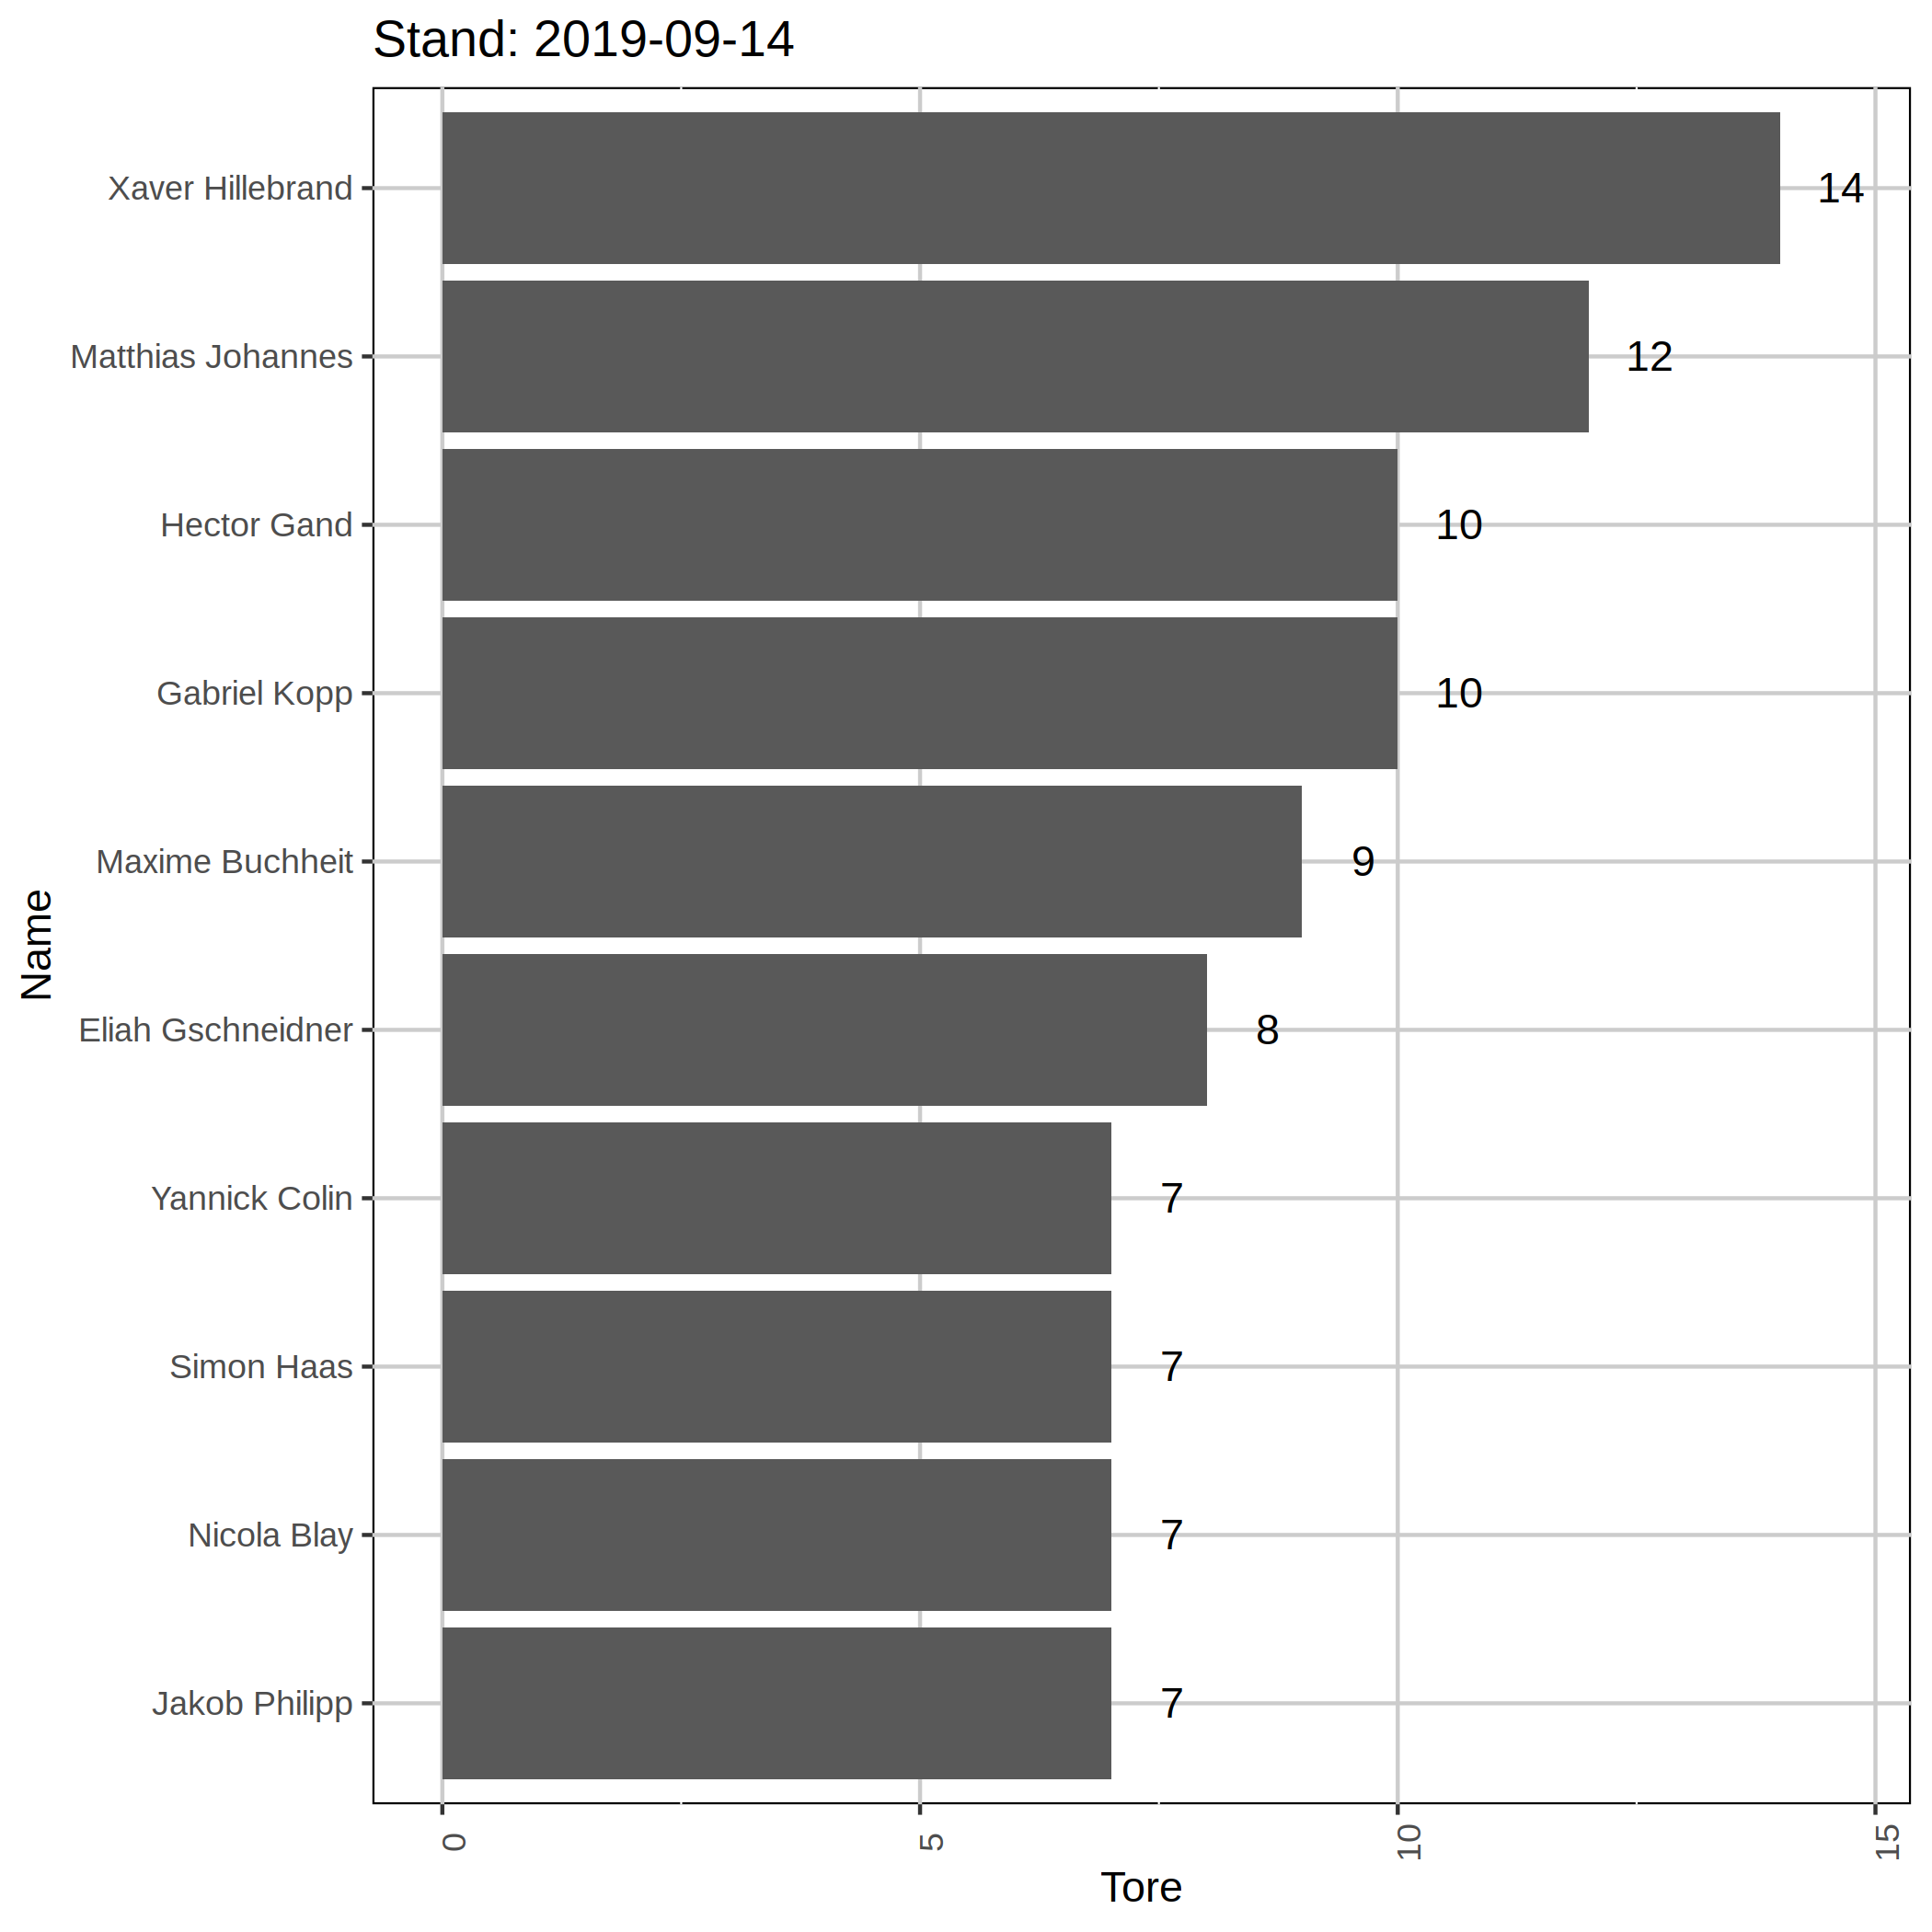 Stand: 2019-09-14
Name
Xaver Hillebrand 14
Matthias Johannes 12
Hector Gand 10
Gabriel Kopp 10
Maxime Buchheit 9
Eliah Gschneidner 8
Yannick Colin 7
Simon Haas 7
Nicola Blay 7
Jakob Philipp 7
0 5 10 15
Tore